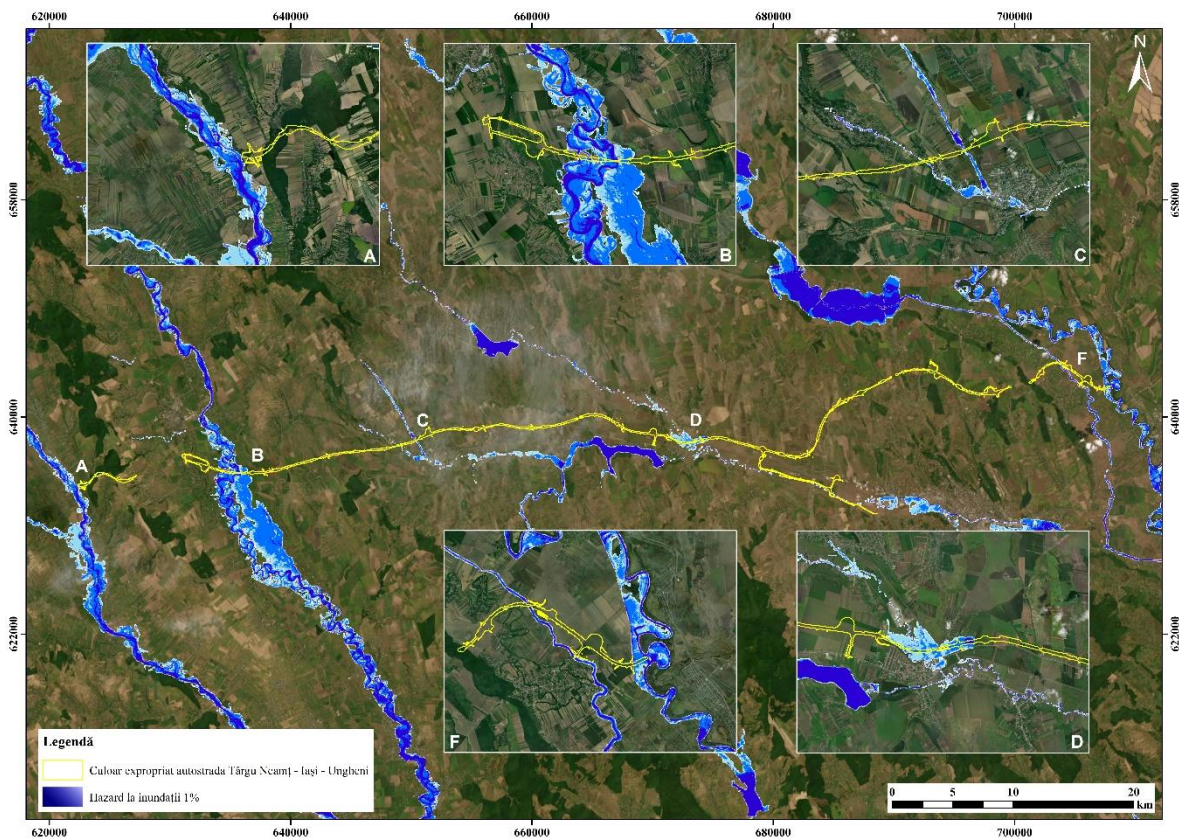 620000 640000 660000 680000 700000
N
A B C
658000 658000
F
640000 640000
C D
B
A
622000 622000
F D
Legendă
Culoar expropriat autostrada Târgu Neamț - Iași - Ungheni
Hazard la inundații 1%
0 5 10 20
km
620000 640000 660000 680000 700000